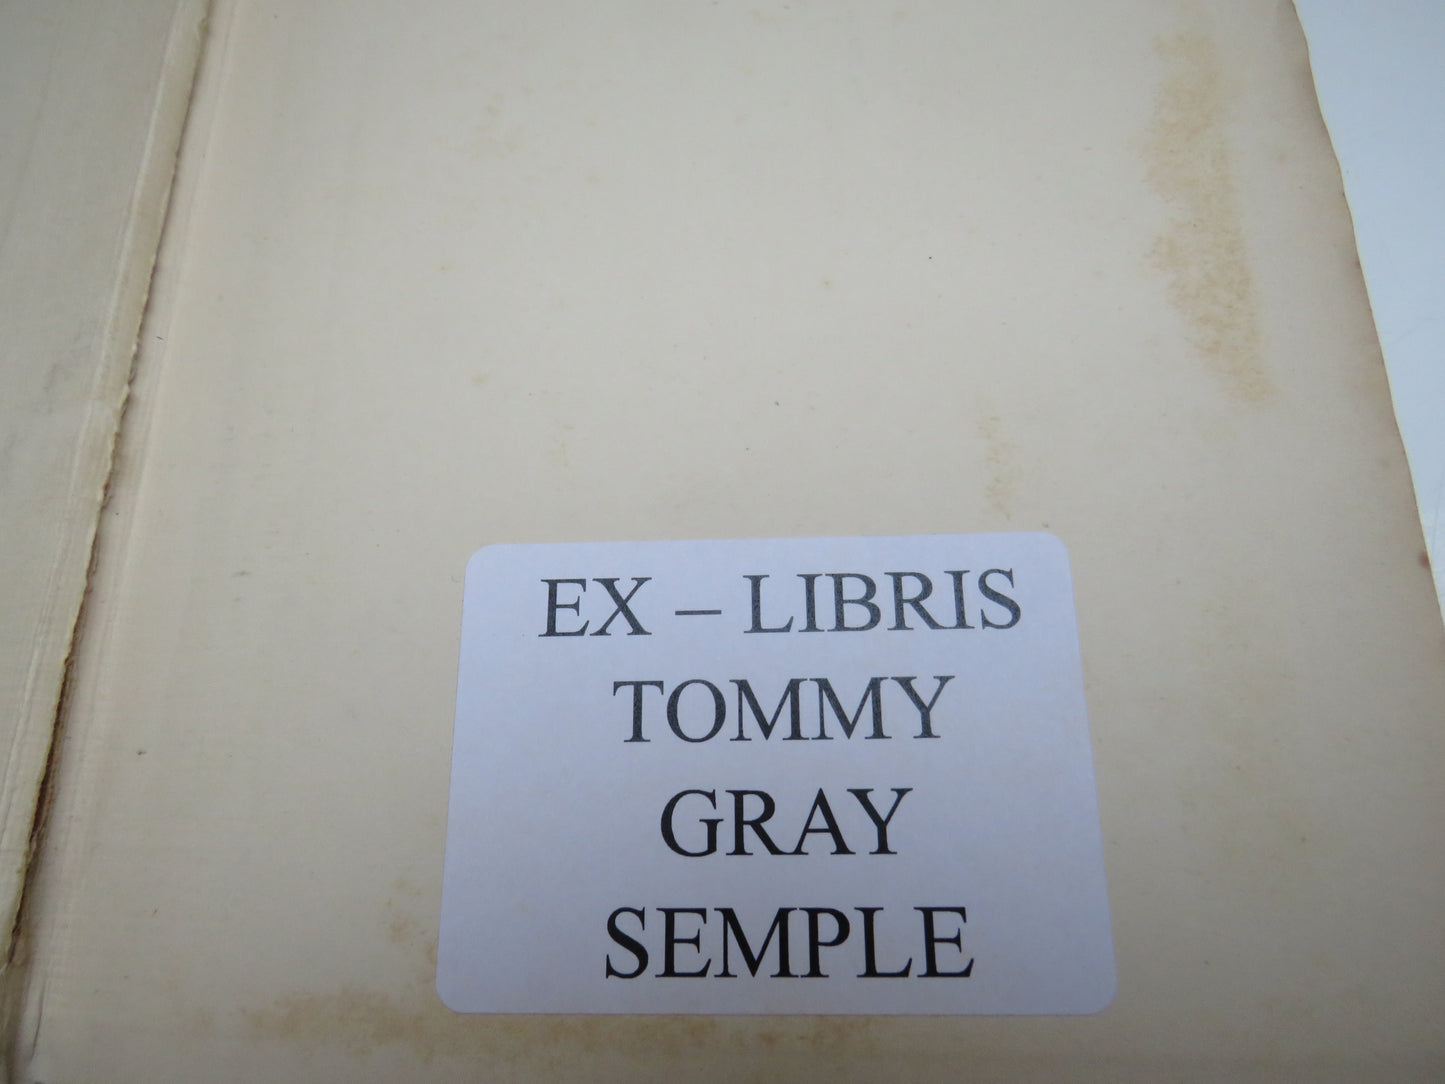 EX – LIBRIS
TOMMY
GRAY
SEMPLE